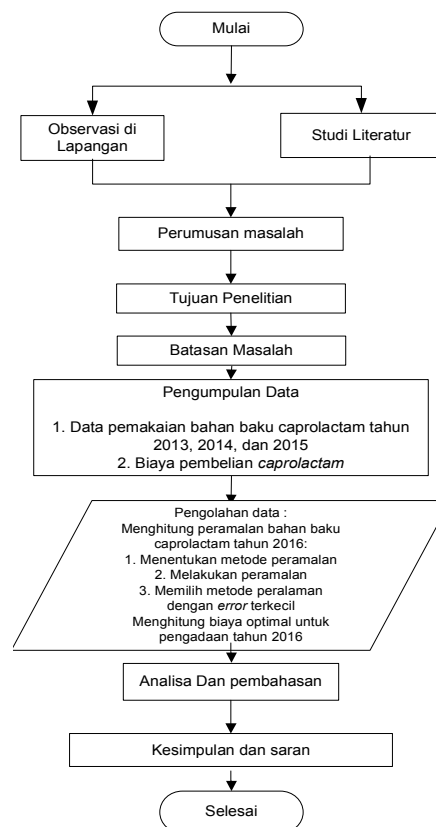 Mulai
Observasi di
Lapangan
Studi Literatur
Perumusan masalah
Tujuan Penelitian
Batasan Masalah
Pengumpulan Data
1. Data pemakaian bahan baku caprolactam tahun
2013, 2014, dan 2015
2. Biaya pembelian caprolactam
Pengolahan data :
Menghitung peramalan bahan baku
caprolactam tahun 2016:
1. Menentukan metode peramalan
2. Melakukan peramalan
3. Memilih metode peralaman
dengan error terkecil
Menghitung biaya optimal untuk
pengadaan tahun 2016
Analisa Dan pembahasan
Kesimpulan dan saran
Selesai